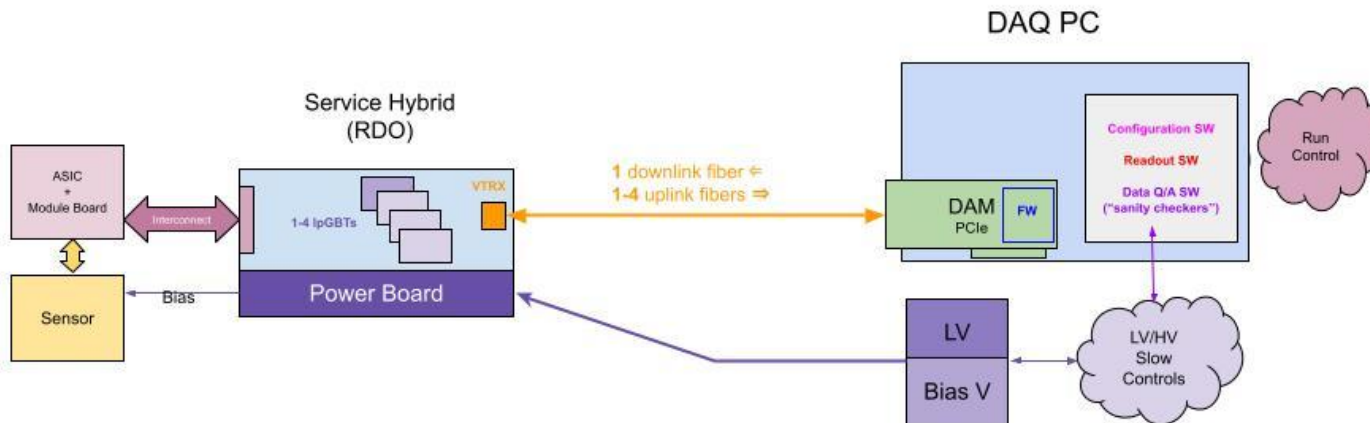 DAQ PC
Service Hybrid
(RDO)
ASIC
+
Module Board
Interconnect
1-4 lpGBTs
VTRX
1 downlink fiber ⇐
1-4 uplink fibers ⇒
DAM
PCIe
FW
Configuration SW
Readout SW
Data Q/A SW
("sanity checkers")
Run
Control
Sensor
Bias
Power Board
LV
Bias V
LV/HV
Slow
Controls